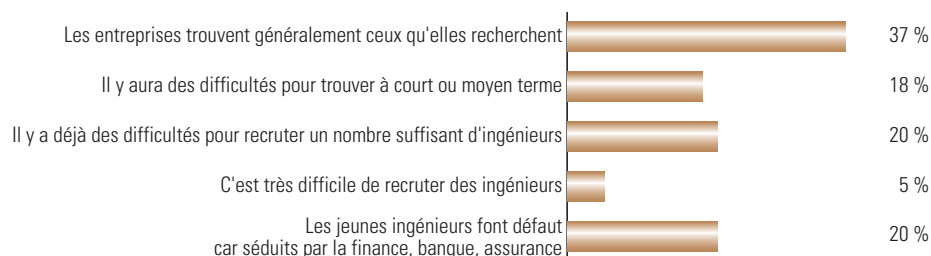 Les entreprises trouvent généralement ceux qu'elles recherchent 37 %
Il y aura des difficultés pour trouver à court ou moyen terme 18 %
Il y a déjà des difficultés pour recruter un nombre suffisant d'ingénieurs 20 %
C'est très difficile de recruter des ingénieurs 5 %
Les jeunes ingénieurs font défaut
car séduits par la finance, banque, assurance 20 %